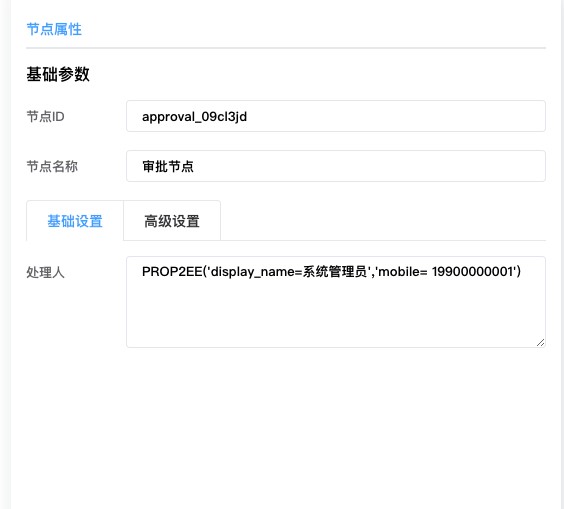 节点属性
基础参数
节点ID approval_09cl3jd
节点名称 审批节点
基础设置 高级设置
处理人 PROP2EE('display_name=系统管理员','mobile= 19900000001')